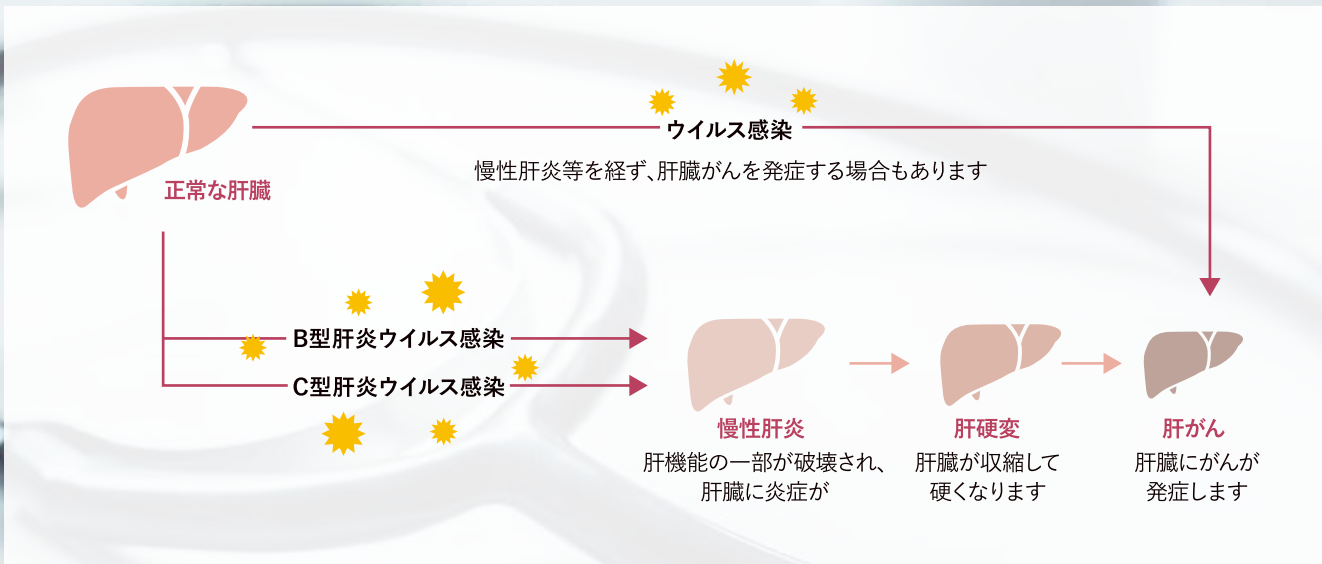 ウイルス感染
慢性肝炎等を経ず、肝臓がんを発症する場合もあります
正常な肝臓
B型肝炎ウイルス感染
C型肝炎ウイルス感染
慢性肝炎
肝機能の一部が破壊され、
肝臓に炎症が
肝硬変
肝臓が収縮して
硬くなります
肝がん
肝臓にがんが
発症します